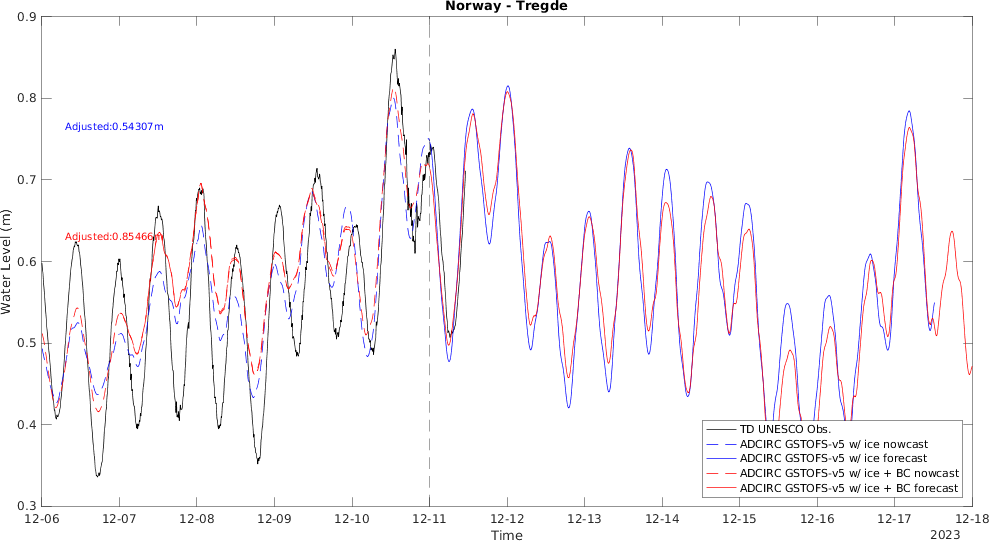 Norway - Tregde
0.9
0.8
0.7
0.6
0.5
0.4
0.3
Water Level (m)
Adjusted:0.54307m
Adjusted:0.85466m
TD UNESCO Obs.
ADCIRC GSTOFS-v5 w/ ice nowcast
ADCIRC GSTOFS-v5 w/ ice forecast
ADCIRC GSTOFS-v5 w/ ice + BC nowcast
ADCIRC GSTOFS-v5 w/ ice + BC forecast
12-06 12-07 12-08 12-09 12-10 12-11 12-12 12-13 12-14 12-15 12-16 12-17 12-18
Time
2023